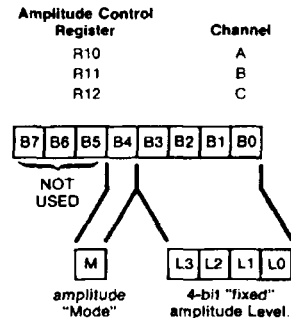 Amplitude Control
Register Channel
R10 A
R11 B
R12 C
B7 B6 B5 B4 B3 B2 B1 B0
NOT
USED
M L3 L2 L1 L0
amplitude 4-bit "fixed"
"Mode" amplitude Level.